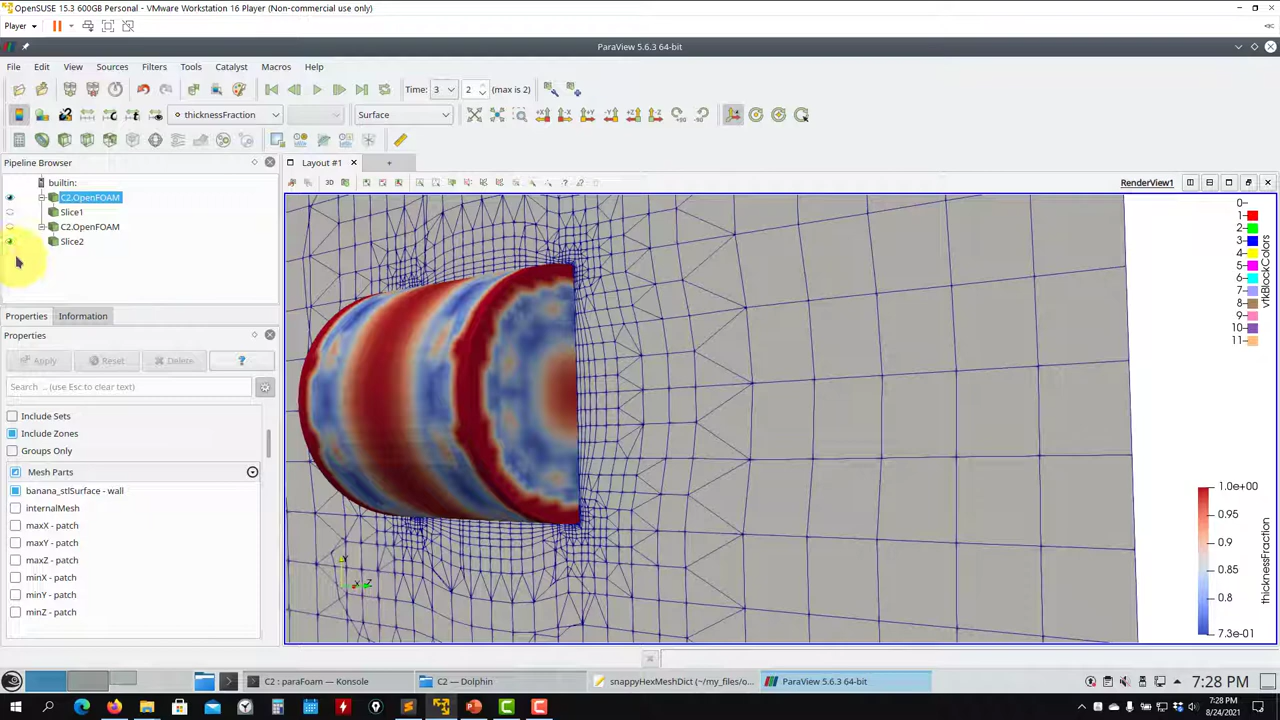 OpenSUSE 15.3 600GB Personal - VMware Workstation 16 Player (Non-commercial use only)
Player
ParaView 5.6.3 64-bit
File Edit View Sources Filters Tools Catalyst Macros Help
Time: 3 2 (max is 2)
thicknessFraction Surface
Pipeline Browser
Layout #1
builtin:
3D
RenderView1
C2.OpenFOAM
Slice1
C2.OpenFOAM
Slice2
0
1
2
3
4
5
6
7
8
9
10
11
vtkBlockColors
Properties Information
Properties
Apply Reset Delete ?
Search ... (use Esc to clear text)
Include Sets
Include Zones
Groups Only
Mesh Parts
banana_stlSurface - wall
internalMesh
maxX - patch
maxY - patch
maxZ - patch
minX - patch
minY - patch
minZ - patch
1.0e+00
0.95
0.9
0.85
0.8
7.3e-01
thicknessFraction
Y
X Z
C2 : paraFoam — Konsole
C2 — Dolphin
snappyHexMeshDict (~/my_files/o...
ParaView 5.6.3 64-bit
7:28 PM
7:28 PM
8/24/2021